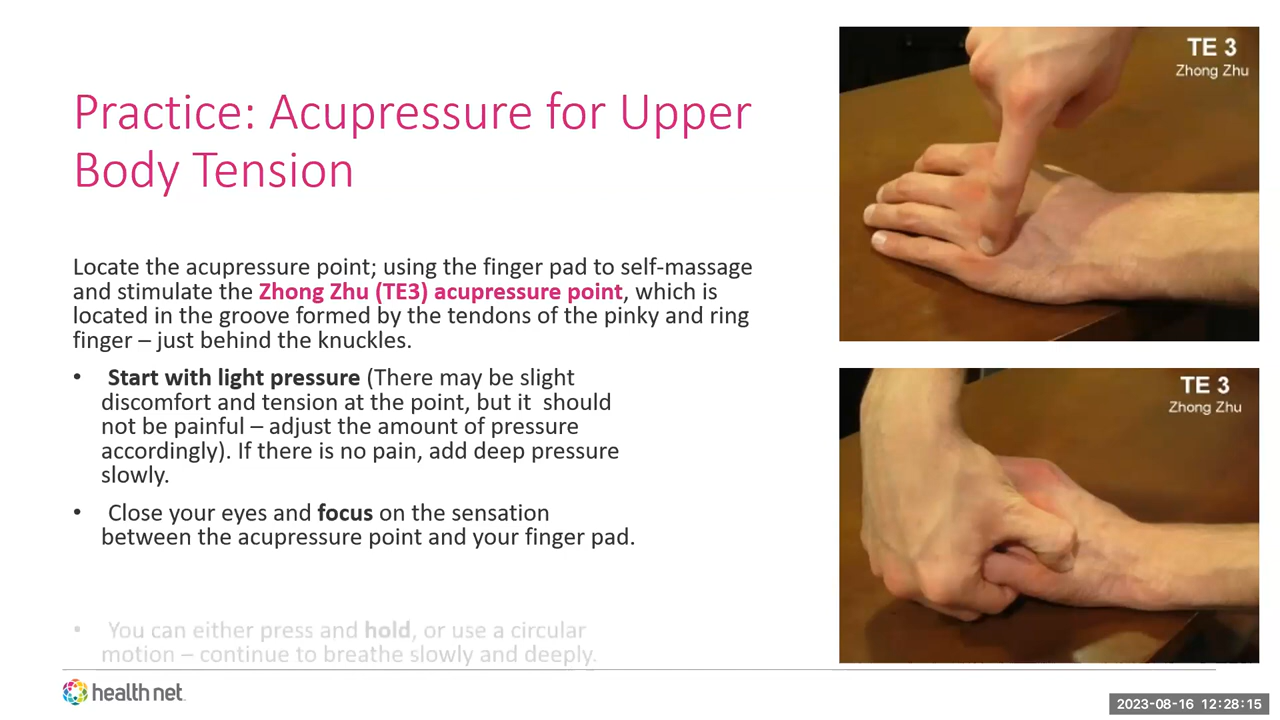 Practice: Acupressure for Upper
Body Tension
Locate the acupressure point; using the finger pad to self-massage
and stimulate the Zhong Zhu (TE3) acupressure point, which is
located in the groove formed by the tendons of the pinky and ring
finger – just behind the knuckles.
• Start with light pressure (There may be slight
discomfort and tension at the point, but it should
not be painful – adjust the amount of pressure
accordingly). If there is no pain, add deep pressure
slowly.
• Close your eyes and focus on the sensation
between the acupressure point and your finger pad.
• You can either press and hold, or use a circular
motion – continue to breathe slowly and deeply.
health net
TE 3
Zhong Zhu
TE 3
Zhong Zhu
2023-08-16 12:28:15